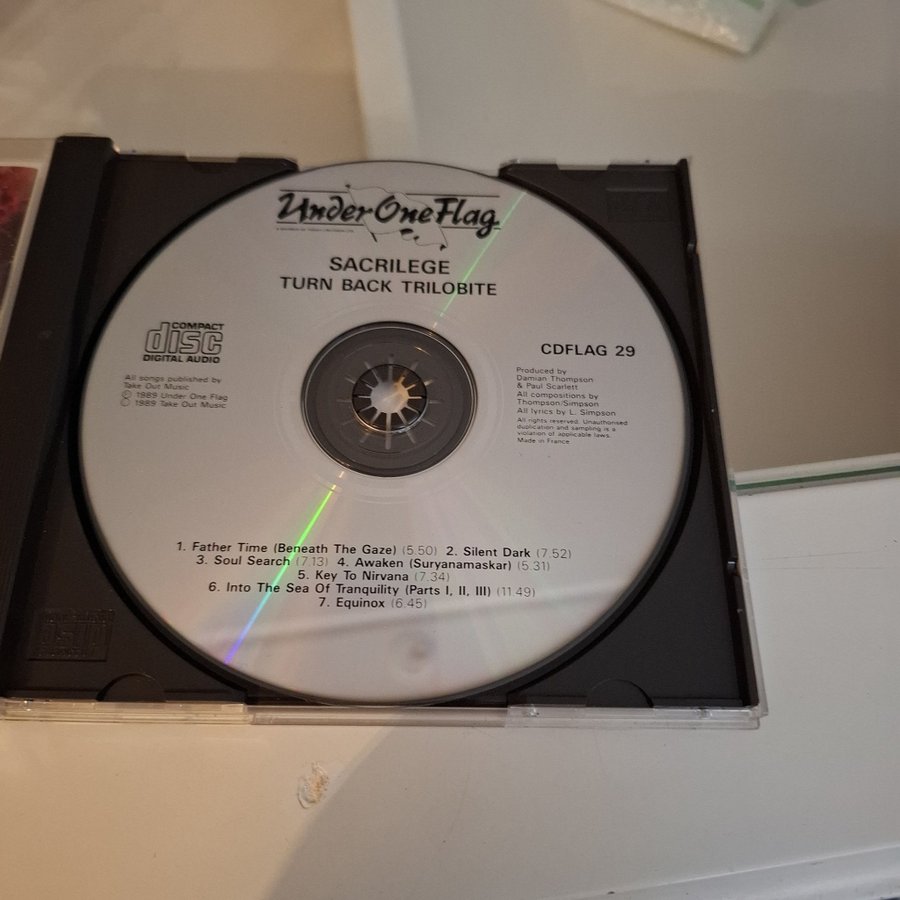 Under One Flag
SACRILEGE
TURN BACK TRILOBITE
COMPACT
disc
DIGITAL AUDIO
All songs published by
Take Out Music
Ⓟ 1989 Under One Flag
© 1989 Take Out Music
CDFLAG 29
Produced by
Damian Thompson
& Paul Scarlett
All compositions by
Thompson/Simpson
All lyrics by L. Simpson
All rights reserved. Unauthorised
duplication and sampling is a
violation of applicable laws.
Made in France
1. Father Time (Beneath The Gaze) (5.50) 2. Silent Dark (7.52)
3. Soul Search (7.13) 4. Awaken (Suryanamaskar) (5.31)
5. Key To Nirvana (7.34)
6. Into The Sea Of Tranquility (Parts I, II, III) (11.49)
7. Equinox (6.45)